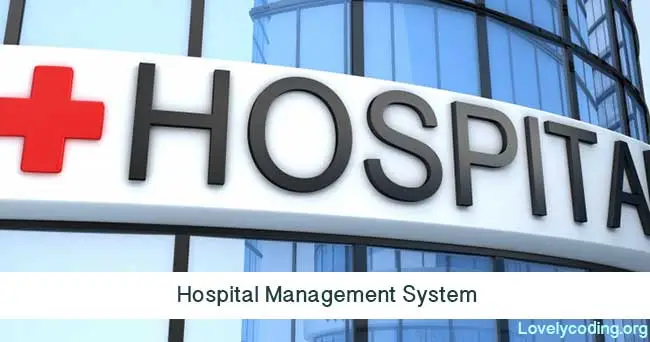 HOSPITA
Hospital Management System
Lovelycoding.org